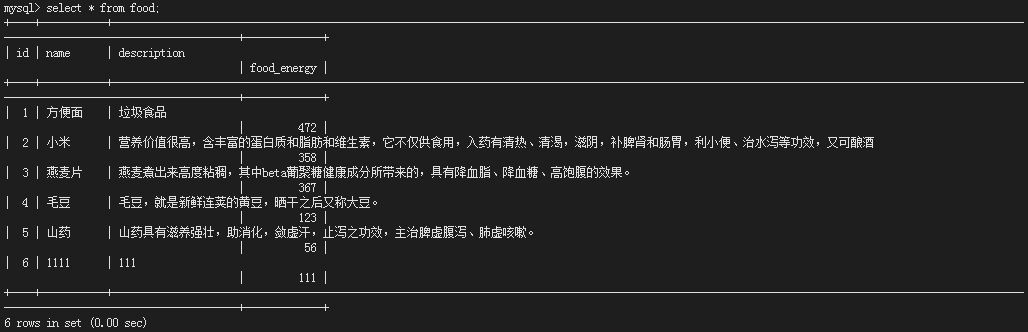 mysql> select * from food;
| id | name | description
| food_energy |
| 1 | 方便面 | 垃圾食品
| 472 |
| 2 | 小米 | 营养价值很高，含丰富的蛋白质和脂肪和维生素，它不仅供食用，入药有清热、清渴，滋阴，补脾肾和肠胃，利小便、治水泻等功效，又可酿酒
| 358 |
| 3 | 燕麦片 | 燕麦煮出来高度粘稠，其中beta葡聚糖健康成分所带来的，具有降血脂、降血糖、高饱腹的效果。
| 367 |
| 4 | 毛豆 | 毛豆，就是新鲜连荚的黄豆，晒干之后又称大豆。
| 123 |
| 5 | 山药 | 山药具有滋养强壮，助消化，敛虚汗，止泻之功效，主治脾虚腹泻、肺虚咳嗽。
| 56 |
| 6 | 1111 | 111
| 111 |
6 rows in set (0.00 sec)